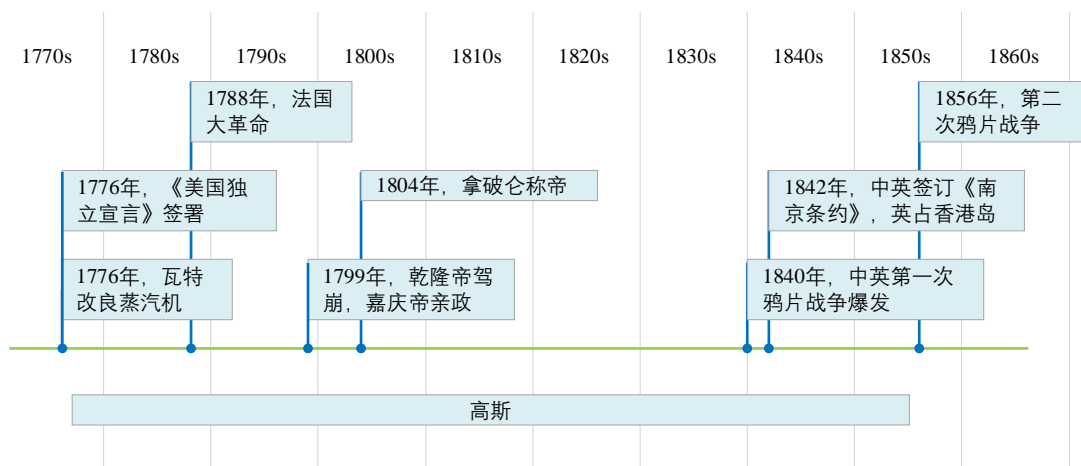 1770s 1780s 1790s 1800s 1810s 1820s 1830s 1840s 1850s 1860s
1788年，法国
大革命
1856年，第二
次鸦片战争
1776年，《美国独
立宣言》签署
1804年，拿破仑称帝
1842年，中英签订《南
京条约》，英占香港岛
1776年，瓦特
改良蒸汽机
1799年，乾隆帝驾
崩，嘉庆帝亲政
1840年，中英第一次
鸦片战争爆发
高斯